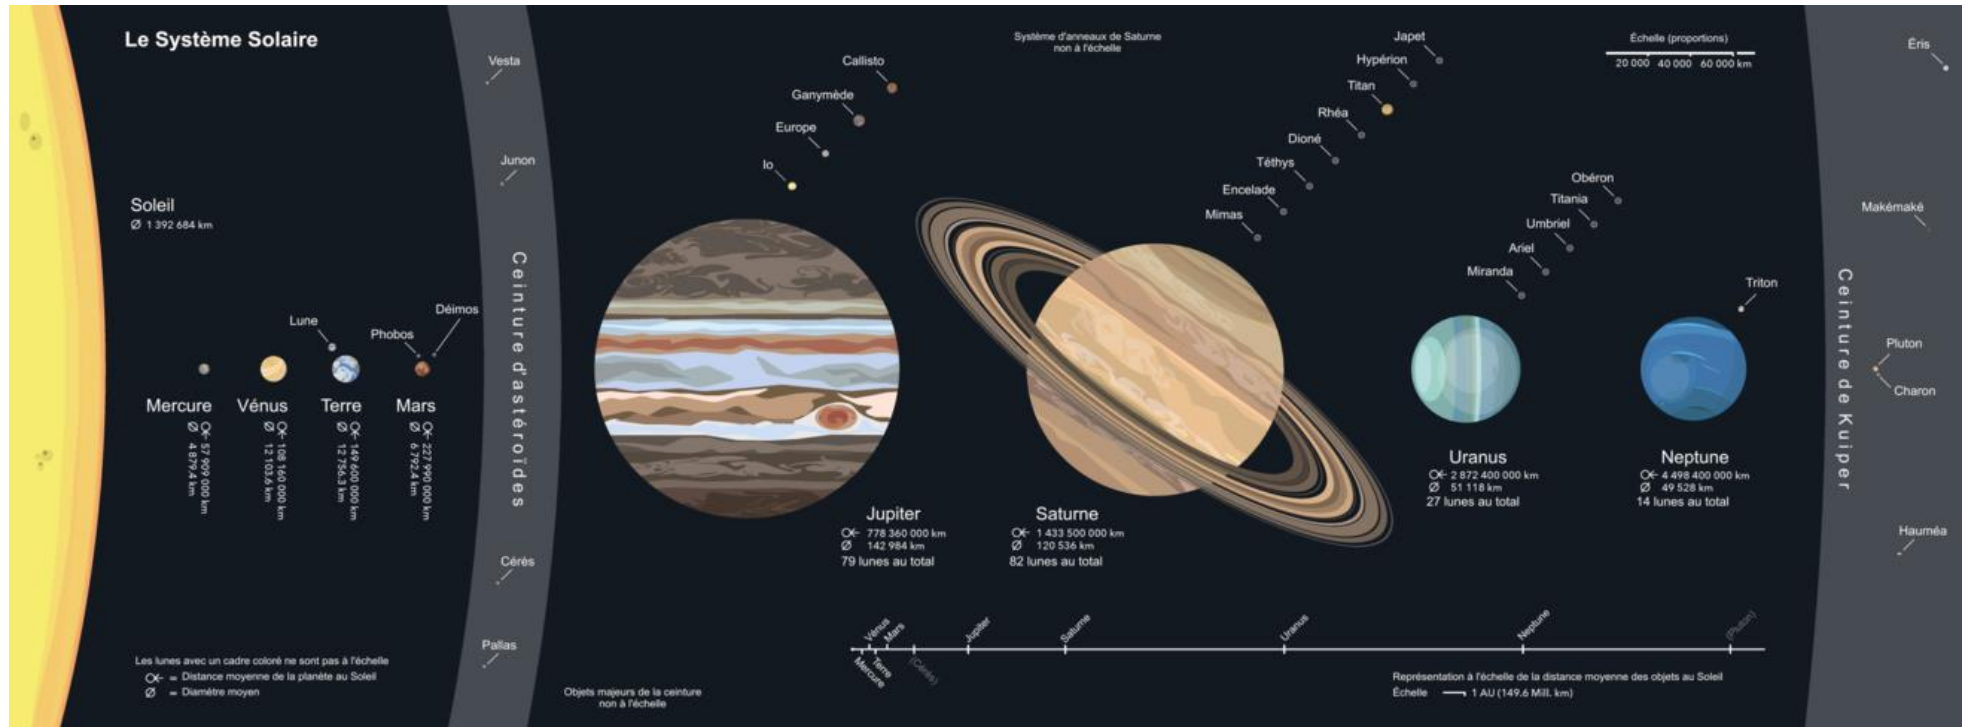 Le Système Solaire
Soleil
Ø 1 392 684 km
Mercure
57 909 000 km
Ø 4 879.4 km
Vénus
108 160 000 km
Ø 12 103.6 km
Lune
Terre
149 600 000 km
Ø 12 756.3 km
Phobos
Déimos
Mars
227 990 000 km
Ø 6 792.4 km
Les lunes avec un cadre coloré ne sont pas à l'échelle
= Distance moyenne de la planète au Soleil
Ø = Diamètre moyen
Vesta
Junon
Ceinture d'astéroïdes
Cérès
Pallas
Objets majeurs de la ceinture
non à l'échelle
Callisto
Ganymède
Europe
Io
Jupiter
778 360 000 km
Ø 142 984 km
79 lunes au total
Système d'anneaux de Saturne
non à l'échelle
Japet
Hypérion
Titan
Rhéa
Dioné
Téthys
Encelade
Mimas
Saturne
1 433 500 000 km
Ø 120 536 km
82 lunes au total
Obéron
Titania
Umbriel
Ariel
Miranda
Uranus
2 872 400 000 km
Ø 51 118 km
27 lunes au total
Triton
Neptune
4 498 400 000 km
Ø 49 528 km
14 lunes au total
Échelle (proportions)
20 000 40 000 60 000 km
Éris
Makémaké
Ceinture de Kuiper
Pluton
Charon
Hauméa
Mercure
Vénus
Terre
Mars
(Cérès)
Jupiter
Saturne
Uranus
Neptune
(Pluton)
Représentation à l'échelle de la distance moyenne des objets au Soleil
Échelle 1 AU (149.6 Mill. km)